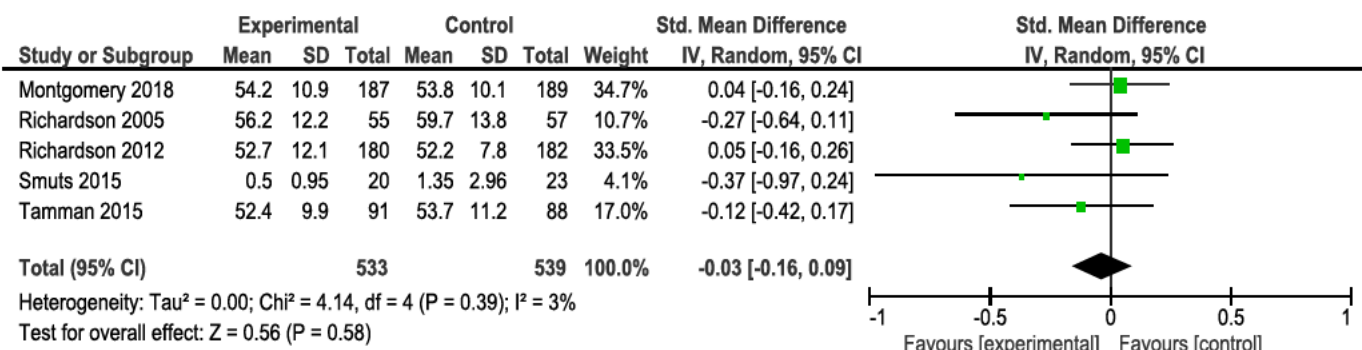 Experimental Control Std. Mean Difference Std. Mean Difference
Study or Subgroup Mean SD Total Mean SD Total Weight IV, Random, 95% CI IV, Random, 95% CI
Montgomery 2018 54.2 10.9 187 53.8 10.1 189 34.7% 0.04 [-0.16, 0.24]
Richardson 2005 56.2 12.2 55 59.7 13.8 57 10.7% -0.27 [-0.64, 0.11]
Richardson 2012 52.7 12.1 180 52.2 7.8 182 33.5% 0.05 [-0.16, 0.26]
Smuts 2015 0.5 0.95 20 1.35 2.96 23 4.1% -0.37 [-0.97, 0.24]
Tamman 2015 52.4 9.9 91 53.7 11.2 88 17.0% -0.12 [-0.42, 0.17]
Total (95% CI) 533 539 100.0% -0.03 [-0.16, 0.09]
Heterogeneity: Tau² = 0.00; Chi² = 4.14, df = 4 (P = 0.39); I² = 3%
Test for overall effect: Z = 0.56 (P = 0.58)
-1 -0.5 0 0.5 1
Favours [experimental] Favours [control]